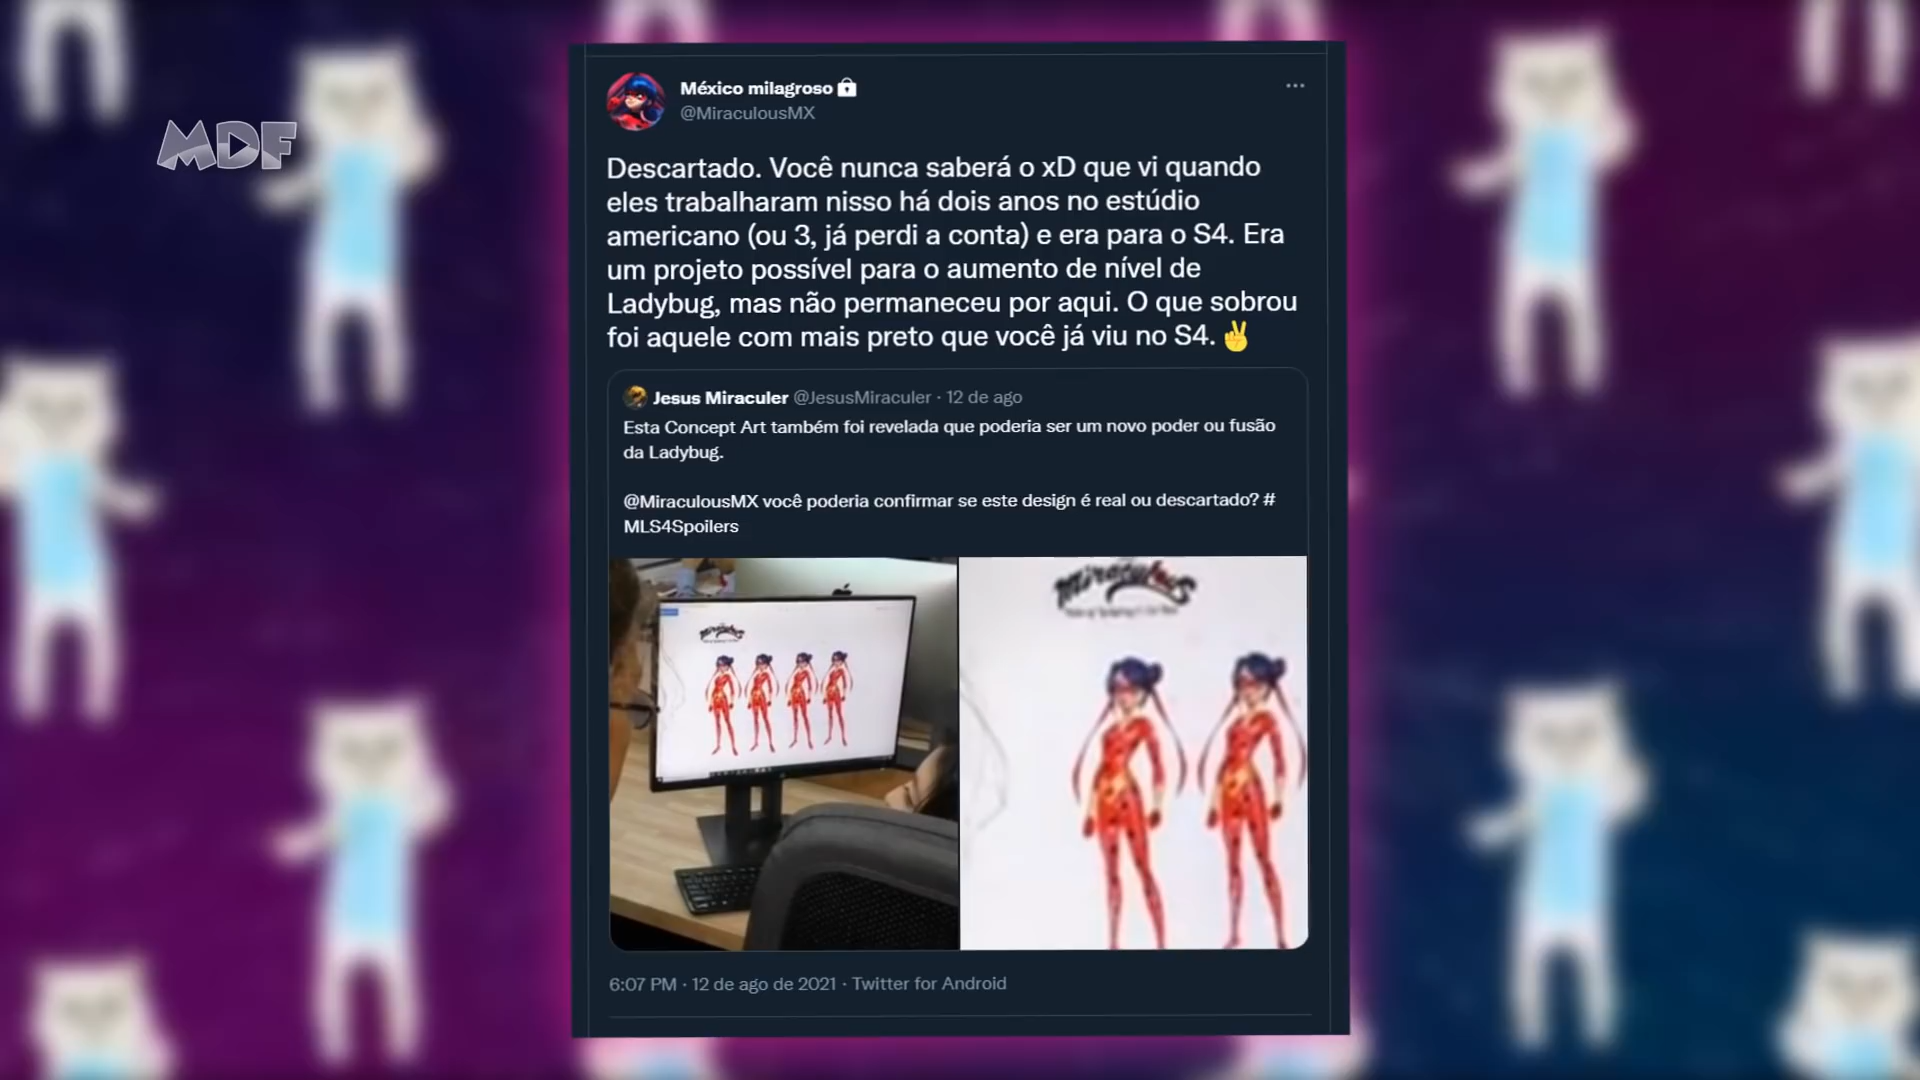 MDF
México milagroso
@MiraculousMX
Descartado. Você nunca saberá o xD que vi quando
eles trabalharam nisso há dois anos no estúdio
americano (ou 3, já perdi a conta) e era para o S4. Era
um projeto possível para o aumento de nível de
Ladybug, mas não permaneceu por aqui. O que sobrou
foi aquele com mais preto que você já viu no S4. ✌
Jesus Miraculer @JesusMiraculer · 12 de ago
Esta Concept Art também foi revelada que poderia ser um novo poder ou fusão
da Ladybug.
@MiraculousMX você poderia confirmar se este design é real ou descartado? #
MLS4Spoilers
Miraculous
Miraculous
6:07 PM · 12 de ago de 2021 · Twitter for Android